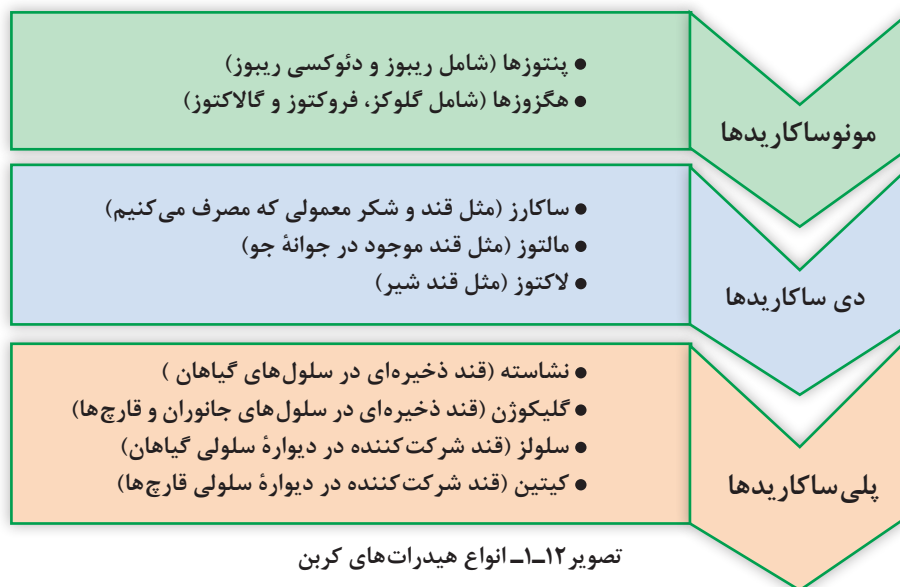 مونوساکاریدها
● پنتوزها (شامل ریبوز و دئوکسی ریبوز)
● هگزوزها (شامل گلوکز، فروکتوز و گالاکتوز)
دی ساکاریدها
● ساکارز (مثل قند و شکر معمولی که مصرف می‌کنیم)
● مالتوز (مثل قند موجود در جوانهٔ جو)
● لاکتوز (مثل قند شیر)
پلی‌ساکاریدها
● نشاسته (قند ذخیره‌ای در سلول‌های گیاهان )
● گلیکوژن (قند ذخیره‌ای در سلول‌های جانوران و قارچ‌ها)
● سلولز (قند شرکت‌کننده در دیوارهٔ سلولی گیاهان)
● کیتین (قند شرکت‌کننده در دیوارهٔ سلولی قارچ‌ها)
تصویر۱۲ــ۱ــ انواع هیدرات‌های کربن